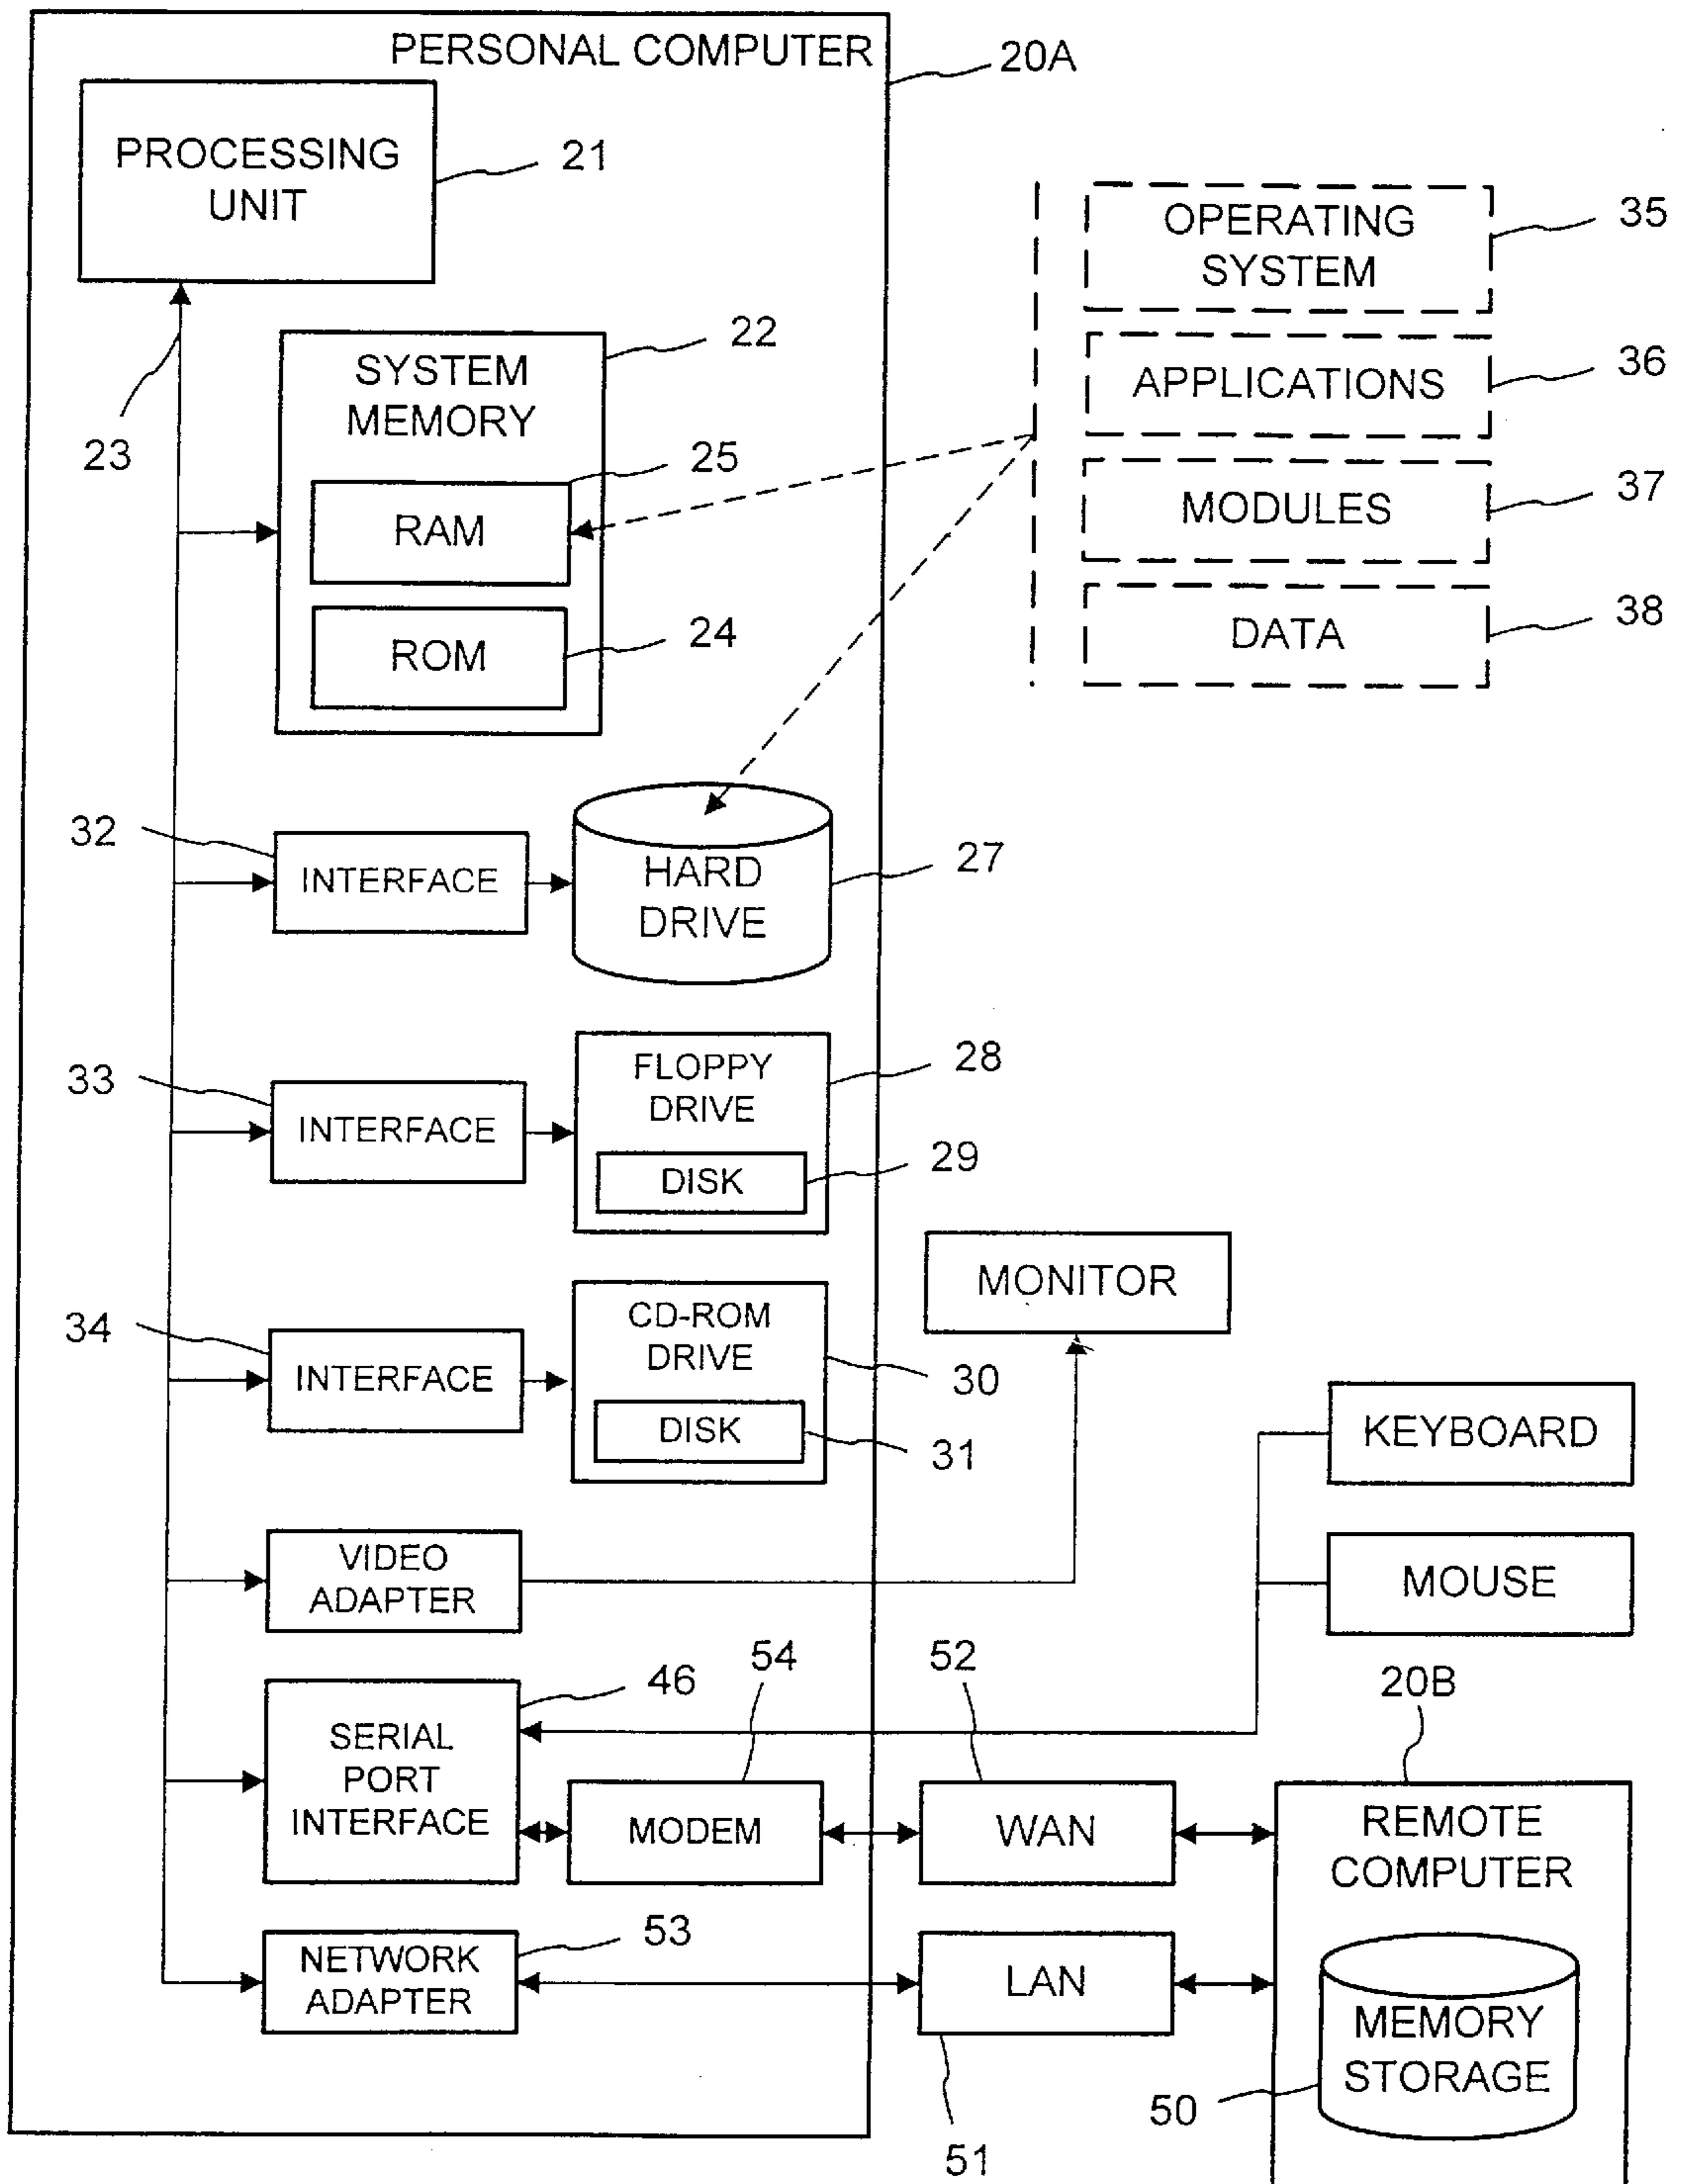 PERSONAL COMPUTER
20A
PROCESSING
UNIT
21
23
SYSTEM
MEMORY
22
RAM
25
ROM
24
OPERATING
SYSTEM
35
APPLICATIONS
36
MODULES
37
DATA
38
32
INTERFACE
HARD
DRIVE
27
33
INTERFACE
FLOPPY
DRIVE
28
DISK
29
34
INTERFACE
CD-ROM
DRIVE
30
DISK
31
MONITOR
KEYBOARD
MOUSE
VIDEO
ADAPTER
46
SERIAL
PORT
INTERFACE
54
MODEM
52
WAN
20B
REMOTE
COMPUTER
MEMORY
STORAGE
50
NETWORK
ADAPTER
53
LAN
51